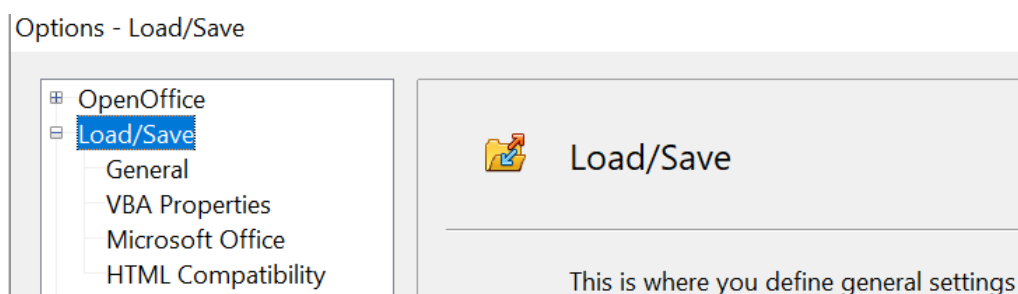 Options - Load/Save
OpenOffice
Load/Save
General
VBA Properties
Microsoft Office
HTML Compatibility
Load/Save
This is where you define general settings